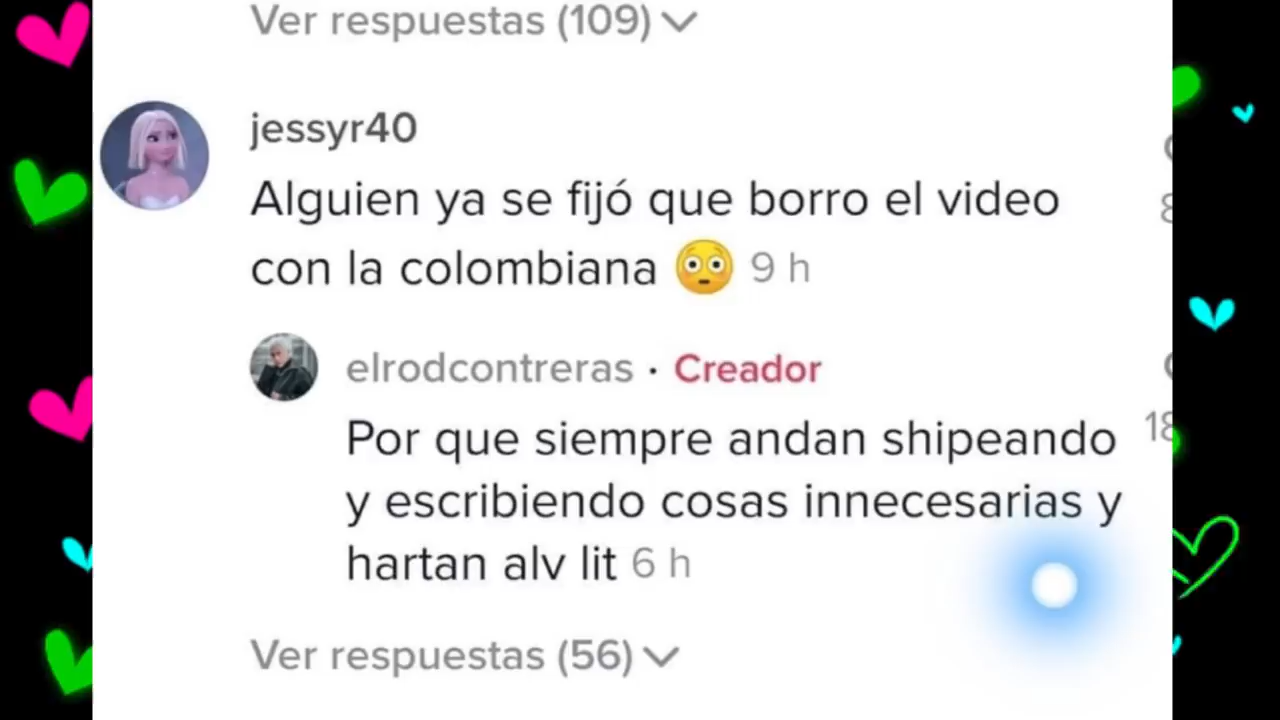 Ver respuestas (109)
jessyr40
Alguien ya se fijó que borro el video
con la colombiana 😳 9 h
elrodcontreras · Creador
Por que siempre andan shipeando
y escribiendo cosas innecesarias y
hartan alv lit 6 h
Ver respuestas (56)